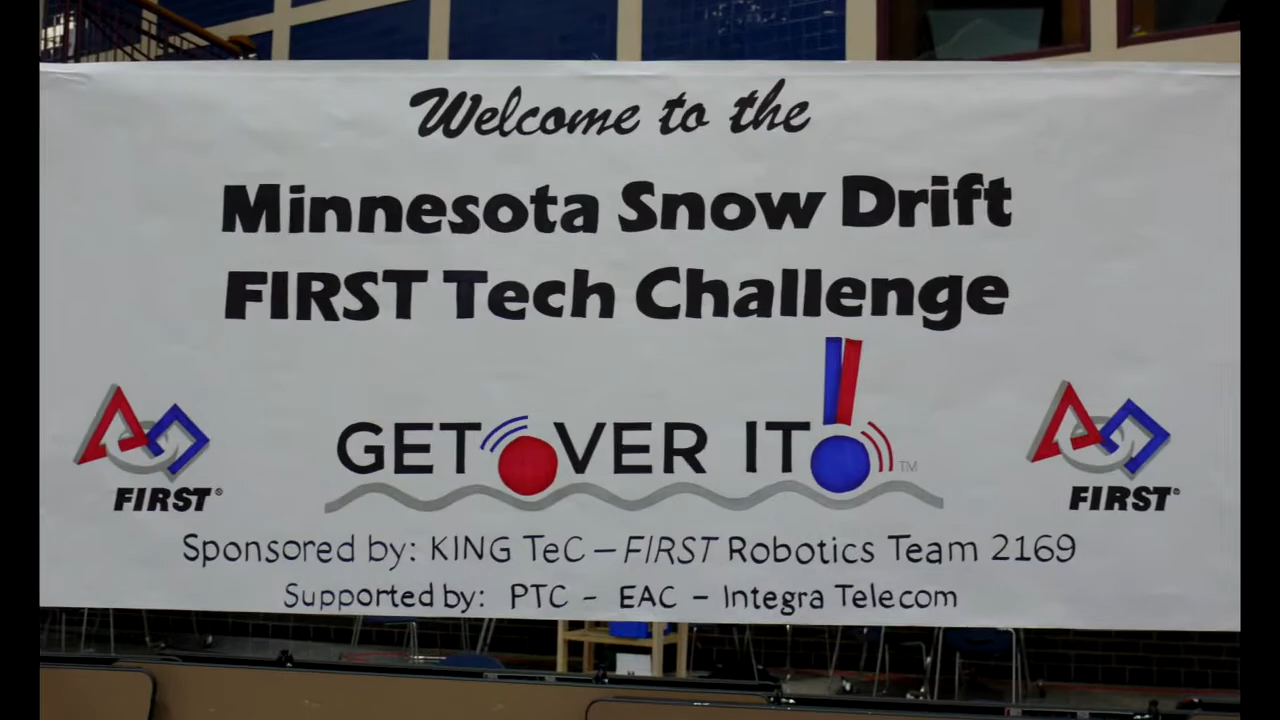 Welcome to the
Minnesota Snow Drift
FIRST Tech Challenge
GET OVER IT! ™
FIRST®
FIRST®
Sponsored by: KING TeC – FIRST Robotics Team 2169
Supported by: PTC – EAC – Integra Telecom